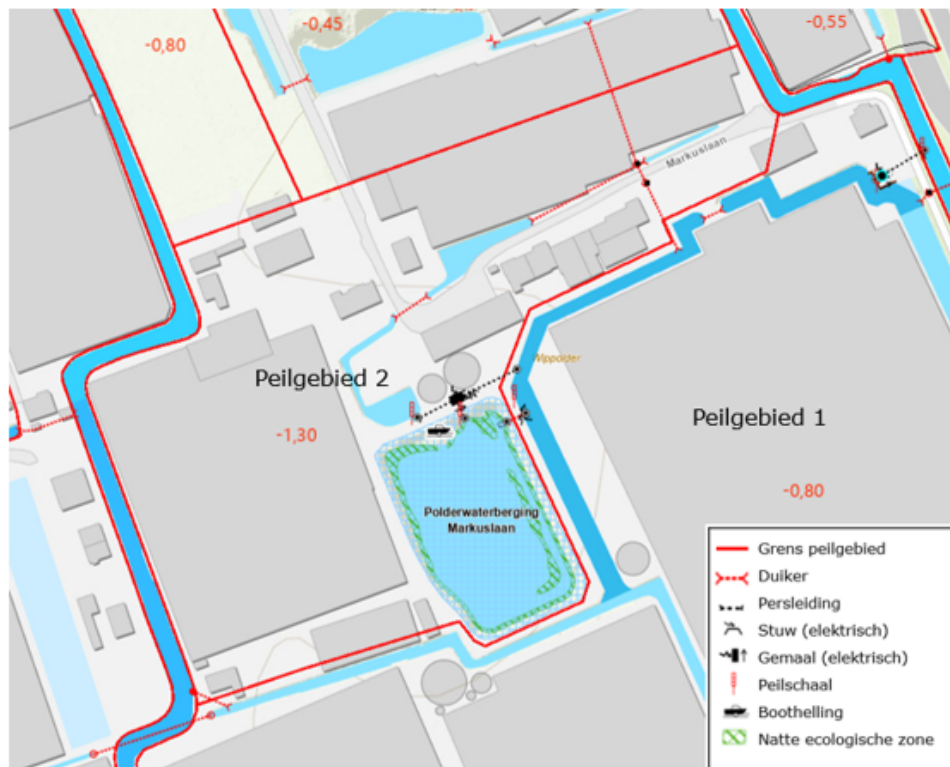 -0,80
-0,45
-0,55
Markuslaan
Wippolder
Peilgebied 2
-1,30
Peilgebied 1
-0,80
Polderwaterberging
Markuslaan
Grens peilgebied
Duiker
Persleiding
Stuw (elektrisch)
Gemaal (elektrisch)
Peilschaal
Boothelling
Natte ecologische zone